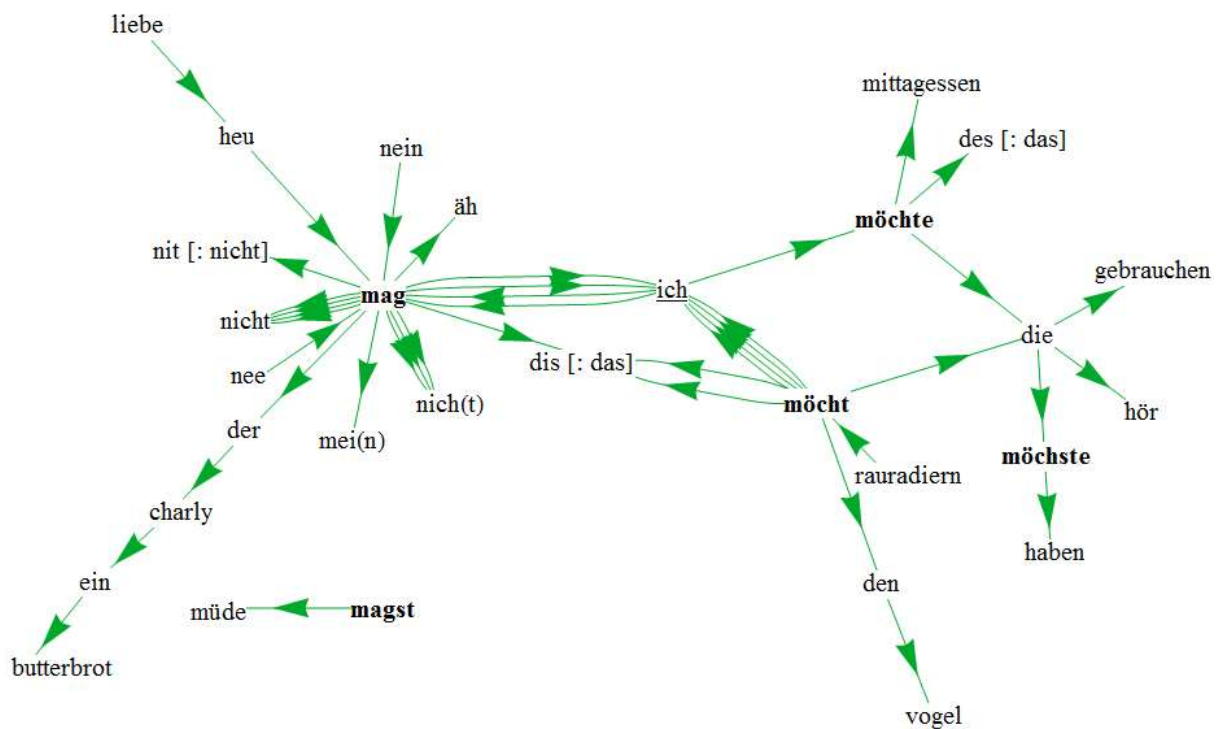 liebe
mittagessen
heu
nein
des [: das]
äh
möchte
nit [: nicht]
gebrauchen
mag
ich
nicht
die
nee
dis [: das]
nich(t)
möcht
hör
der
mei(n)
möchste
rauradiern
charly
haben
ein
den
müde
magst
butterbrot
vogel